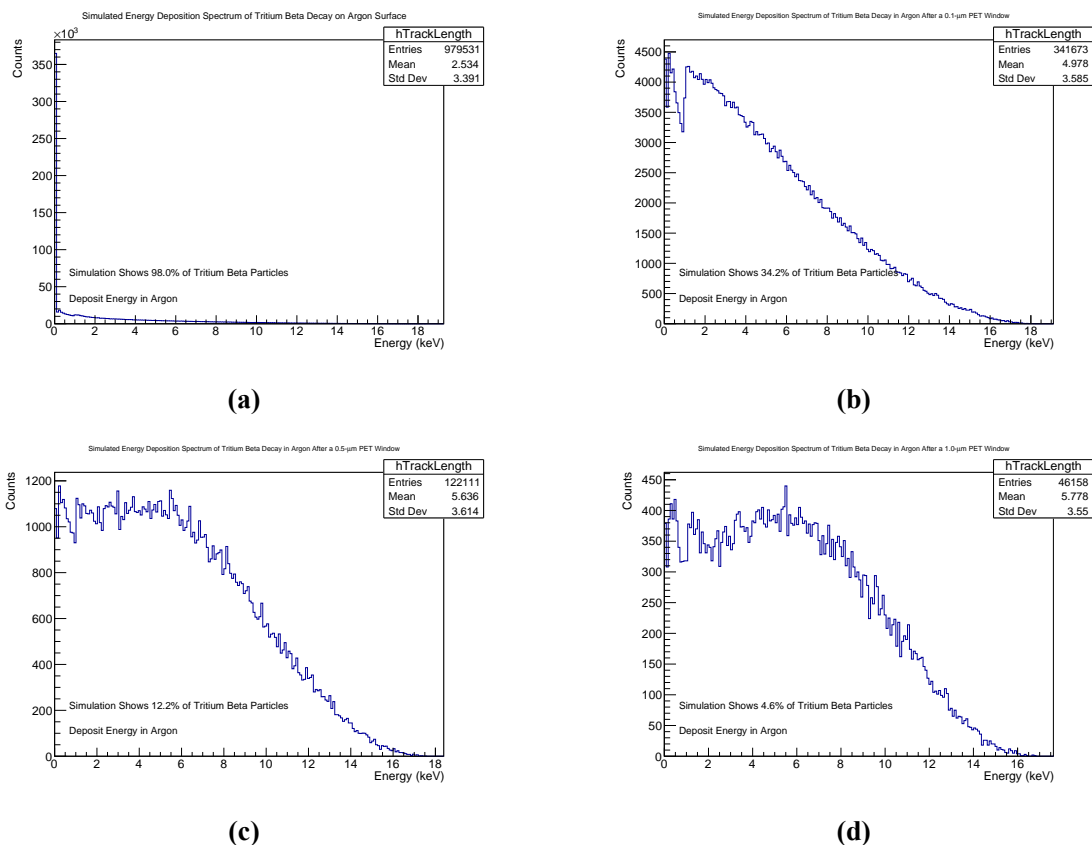 Simulated Energy Deposition Spectrum of Tritium Beta Decay on Argon Surface
×10³
Counts
hTrackLength
Entries 979531
Mean 2.534
Std Dev 3.391
350
300
250
200
150
100
50
0
Simulation Shows 98.0% of Tritium Beta Particles
Deposit Energy in Argon
0 2 4 6 8 10 12 14 16 18
Energy (keV)
(a)
Simulated Energy Deposition Spectrum of Tritium Beta Decay in Argon After a 0.1-μm PET Window
Counts
hTrackLength
Entries 341673
Mean 4.978
Std Dev 3.585
4500
4000
3500
3000
2500
2000
1500
1000
500
0
Simulation Shows 34.2% of Tritium Beta Particles
Deposit Energy in Argon
0 2 4 6 8 10 12 14 16 18
Energy (keV)
(b)
Simulated Energy Deposition Spectrum of Tritium Beta Decay in Argon After a 0.5-μm PET Window
Counts
hTrackLength
Entries 122111
Mean 5.636
Std Dev 3.614
1200
1000
800
600
400
200
0
Simulation Shows 12.2% of Tritium Beta Particles
Deposit Energy in Argon
0 2 4 6 8 10 12 14 16 18
Energy (keV)
(c)
Simulated Energy Deposition Spectrum of Tritium Beta Decay in Argon After a 1.0-μm PET Window
Counts
hTrackLength
Entries 46158
Mean 5.778
Std Dev 3.55
450
400
350
300
250
200
150
100
50
0
Simulation Shows 4.6% of Tritium Beta Particles
Deposit Energy in Argon
0 2 4 6 8 10 12 14 16
Energy (keV)
(d)